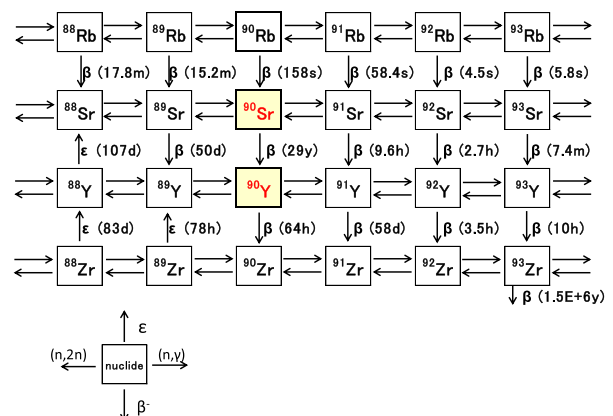 88Rb 89Rb 90Rb 91Rb 92Rb 93Rb
β (17.8m) β (15.2m) β (158s) β (58.4s) β (4.5s) β (5.8s)
88Sr 89Sr 90Sr 91Sr 92Sr 93Sr
ε (107d) β (50d) β (29y) β (9.6h) β (2.7h) β (7.4m)
88Y 89Y 90Y 91Y 92Y 93Y
ε (83d) ε (78h) β (64h) β (58d) β (3.5h) β (10h)
88Zr 89Zr 90Zr 91Zr 92Zr 93Zr
β (1.5E+6y)
ε
(n,2n) nuclide (n,γ)
β-